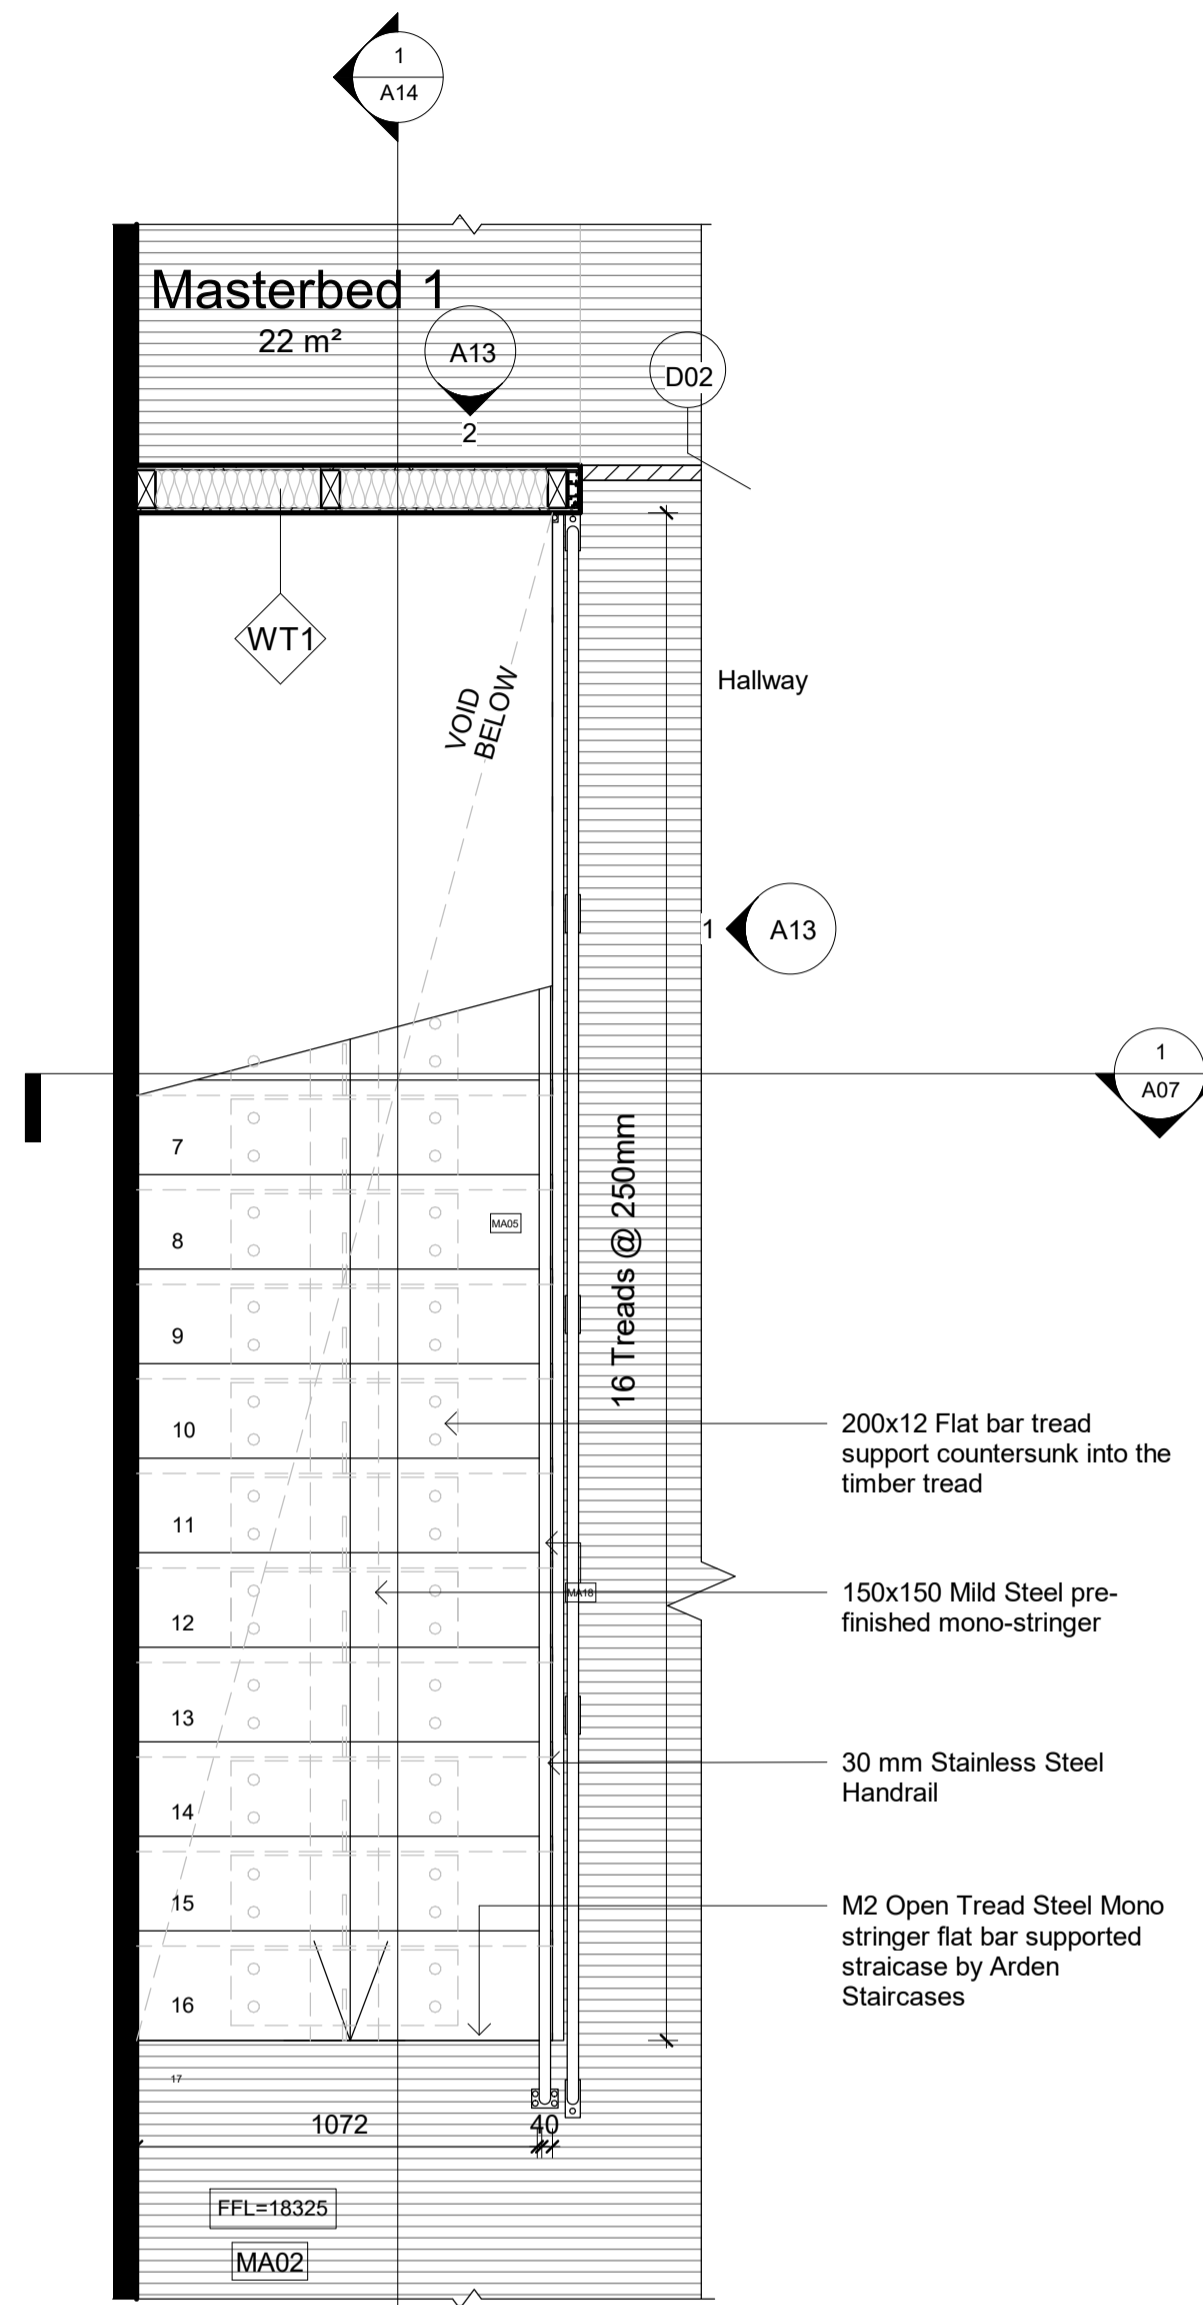 1
A14
Masterbed 1
22 m²
A13
2
D02
WT1
VOID
BELOW
Hallway
1
A13
1
A07
7
8
MA05
9
10
11
12
13
14
15
16
17
16 Treads @ 250mm
MA18
200x12 Flat bar tread
support countersunk into the
timber tread
150x150 Mild Steel pre-
finished mono-stringer
30 mm Stainless Steel
Handrail
M2 Open Tread Steel Mono
stringer flat bar supported
straicase by Arden
Staircases
1072
40
FFL=18325
MA02